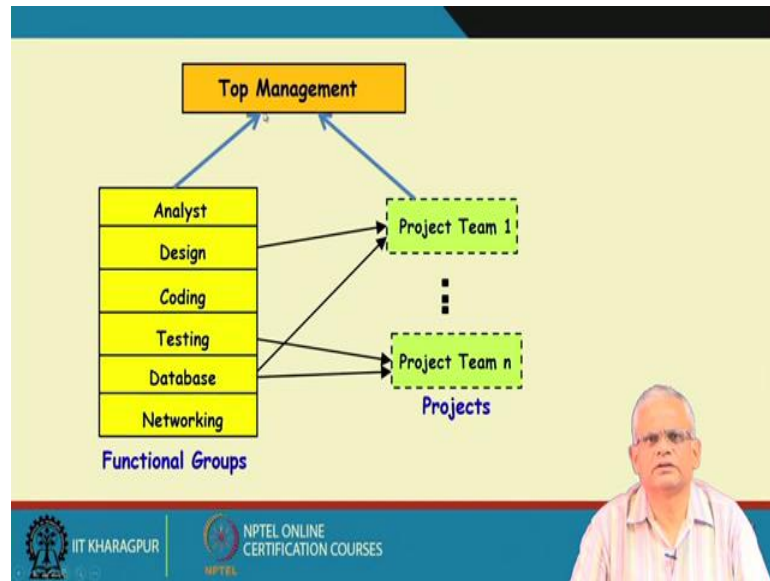 Top Management
Analyst
Design
Coding
Testing
Database
Networking
Functional Groups
Project Team 1
Project Team n
Projects
IIT KHARAGPUR
NPTEL
NPTEL ONLINE
CERTIFICATION COURSES